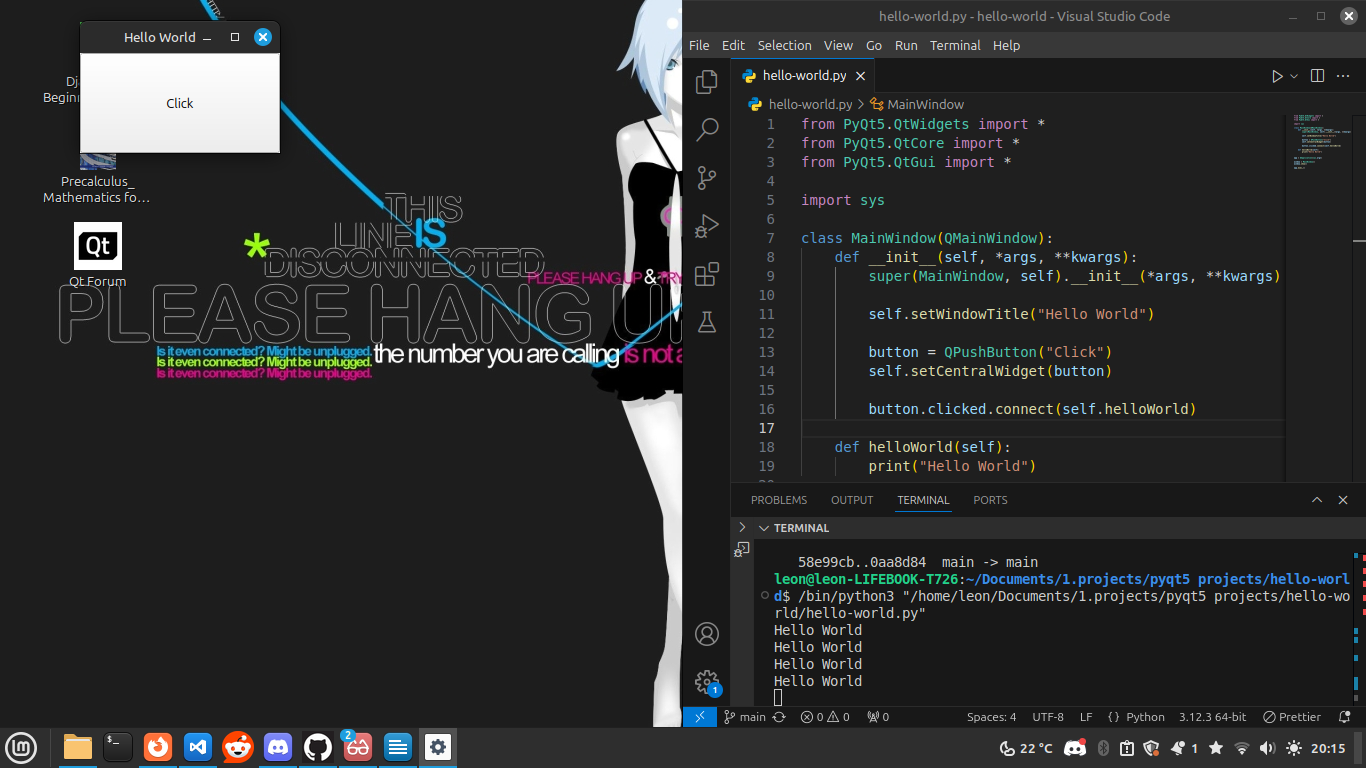 Hello World
Click
Precalculus_
Mathematics fo…
Qt
Qt Forum
THIS
LINE IS
*DISCONNECTED
PLEASE HANG UP & TRY
PLEASE HANG UP
Is it even connected? Might be unplugged.
Is it even connected? Might be unplugged.
Is it even connected? Might be unplugged.
the number you are calling is not a
hello-world.py - hello-world - Visual Studio Code
File Edit Selection View Go Run Terminal Help
hello-world.py
hello-world.py > MainWindow
1 from PyQt5.QtWidgets import *
2 from PyQt5.QtCore import *
3 from PyQt5.QtGui import *
4
5 import sys
6
7 class MainWindow(QMainWindow):
8 def __init__(self, *args, **kwargs):
9 super(MainWindow, self).__init__(*args, **kwargs)
10
11 self.setWindowTitle("Hello World")
12
13 button = QPushButton("Click")
14 self.setCentralWidget(button)
15
16 button.clicked.connect(self.helloWorld)
17
18 def helloWorld(self):
19 print("Hello World")
PROBLEMS OUTPUT TERMINAL PORTS
TERMINAL
58e99cb..0aa8d84 main -> main
leon@leon-LIFEBOOK-T726:~/Documents/1.projects/pyqt5 projects/hello-worl
d$ /bin/python3 "/home/leon/Documents/1.projects/pyqt5 projects/hello-wo
rld/hello-world.py"
Hello World
Hello World
Hello World
Hello World
1
main 0 0 0 Spaces: 4 UTF-8 LF {} Python 3.12.3 64-bit Prettier
$_ 2 22 °C 1 20:15